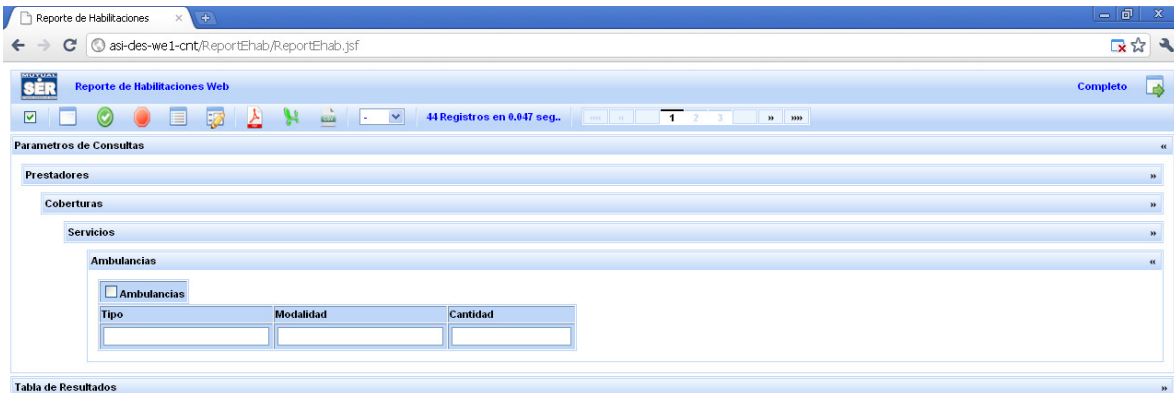 Reporte de Habilitaciones
asi-des-we1-cnt/ReportEhab/ReportEhab.jsf
MUTUAL SER Reporte de Habilitaciones Web Completo
- 44 Registros en 0.047 seg.. «« « 1 2 3 » »»
Parametros de Consultas «
Prestadores »
Coberturas »
Servicios »
Ambulancias «
Ambulancias
Tipo Modalidad Cantidad
Tabla de Resultados »